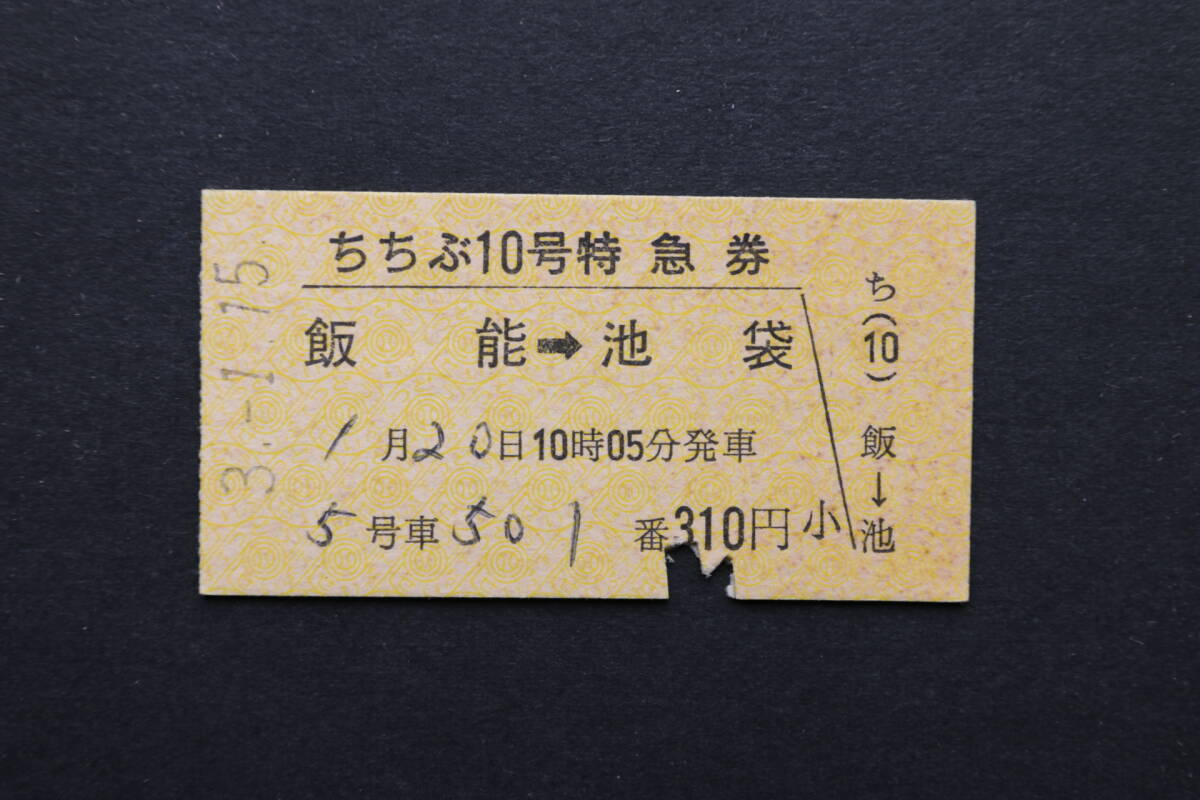 ちちぶ10号特急券
飯能➡池袋
1月20日10時05分発車
5号車 501番310円 小
ち(10) 飯→池
3.-1.15